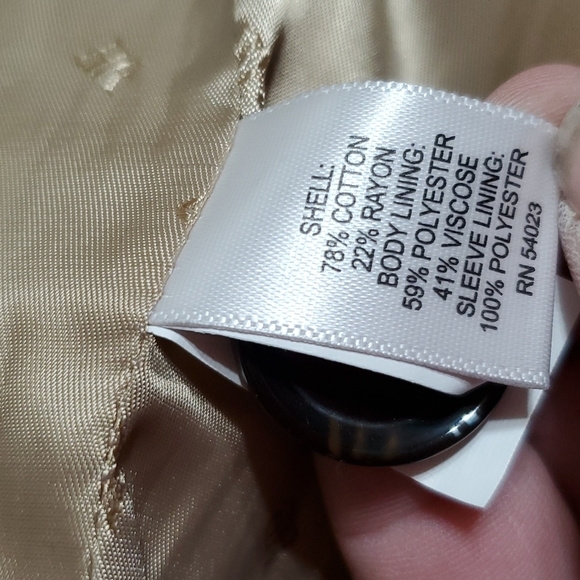 SHELL:
78% COTTON
22% RAYON
BODY LINING:
59% POLYESTER
41% VISCOSE
SLEEVE LINING:
100% POLYESTER
RN 54023